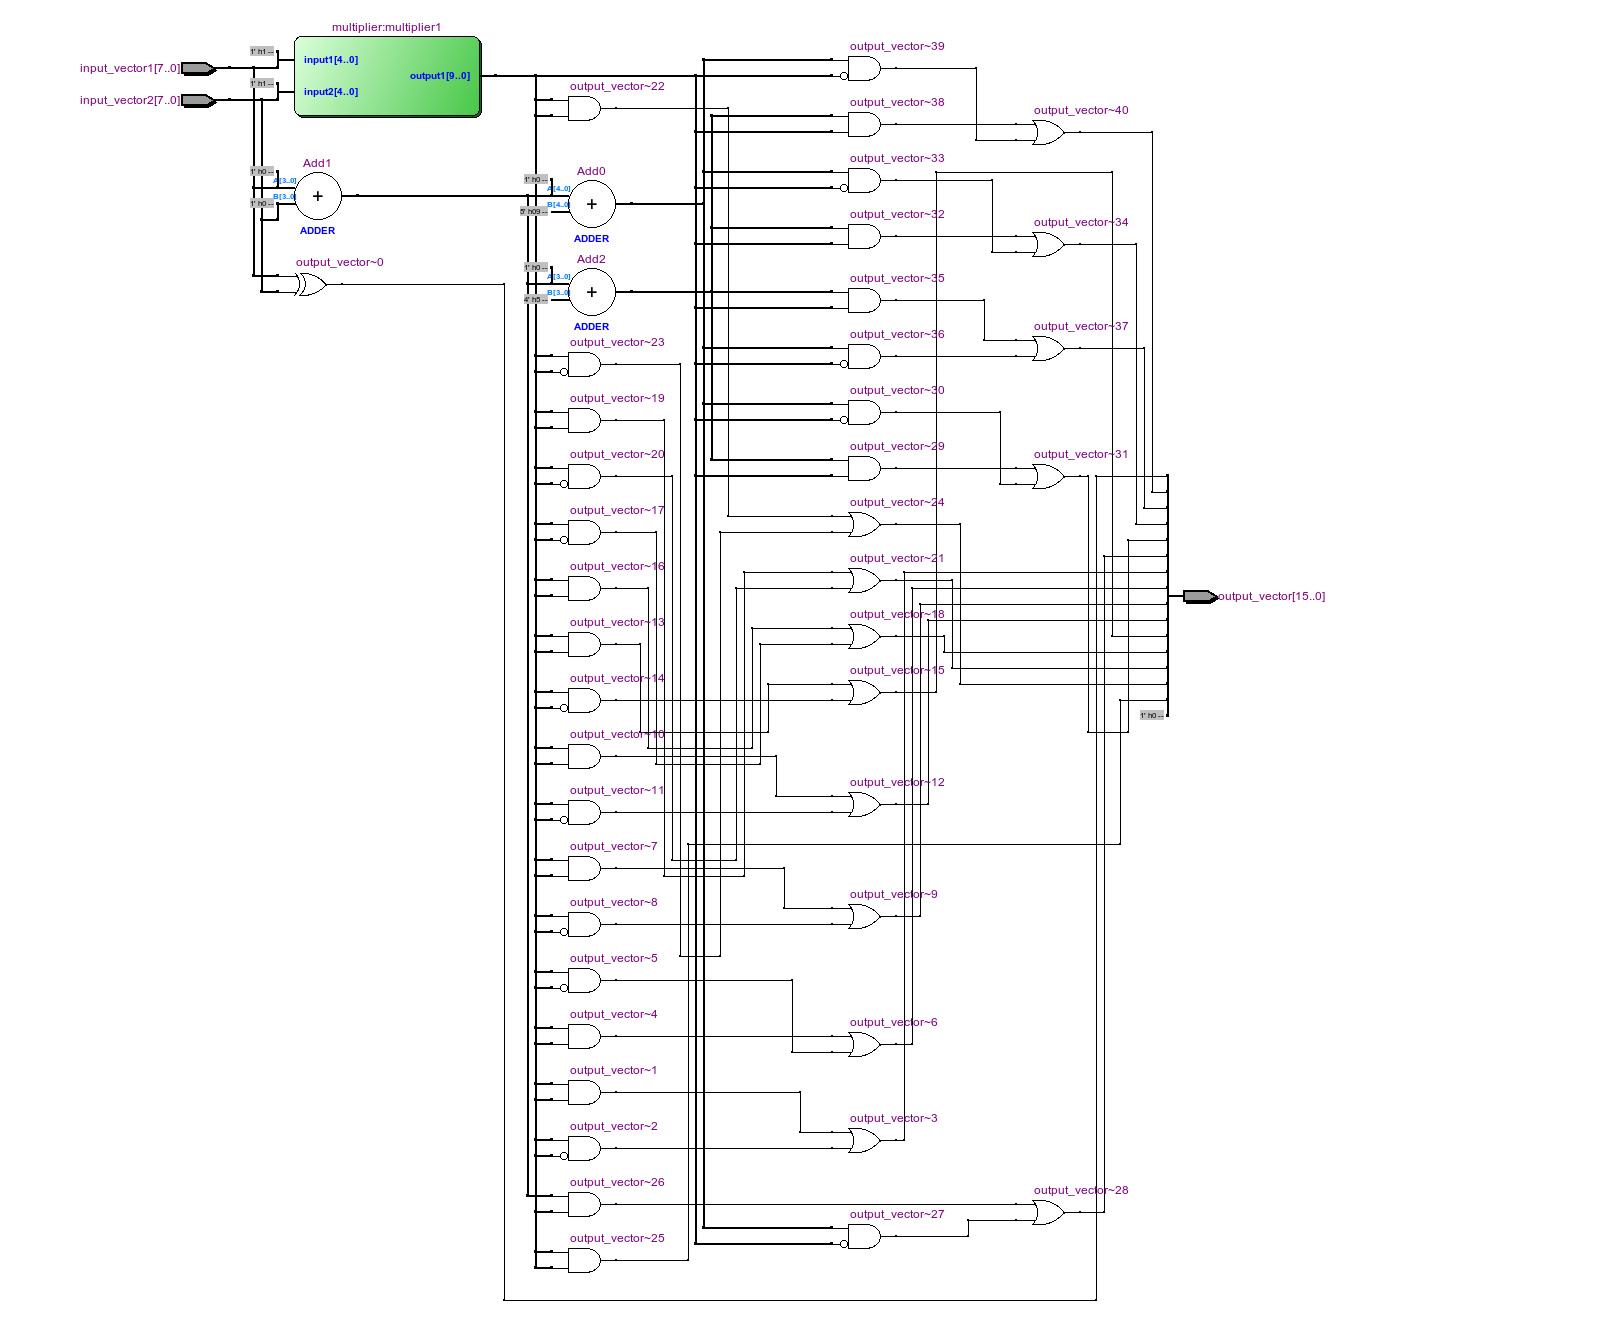 multiplier:multiplier1
input_vector1[7..0]
input_vector2[7..0]
1' h1 --
1' h1 --
input1[4..0]
input2[4..0]
output1[9..0]
Add1
1' h0 --
A[3..0]
B[3..0]
1' h0 --
+
ADDER
output_vector~0
output_vector~22
Add0
1' h0 --
A[4..0]
B[4..0]
5' h09 --
+
ADDER
Add2
1' h0 --
A[3..0]
B[3..0]
4' h5 --
+
ADDER
output_vector~23
output_vector~19
output_vector~20
output_vector~17
output_vector~16
output_vector~13
output_vector~14
output_vector~10
output_vector~11
output_vector~7
output_vector~8
output_vector~5
output_vector~4
output_vector~1
output_vector~2
output_vector~26
output_vector~25
output_vector~39
output_vector~38
output_vector~33
output_vector~32
output_vector~35
output_vector~36
output_vector~30
output_vector~29
output_vector~24
output_vector~21
output_vector~18
output_vector~15
output_vector~12
output_vector~9
output_vector~6
output_vector~3
output_vector~27
output_vector~40
output_vector~34
output_vector~37
output_vector~31
output_vector~28
1' h0 --
output_vector[15..0]